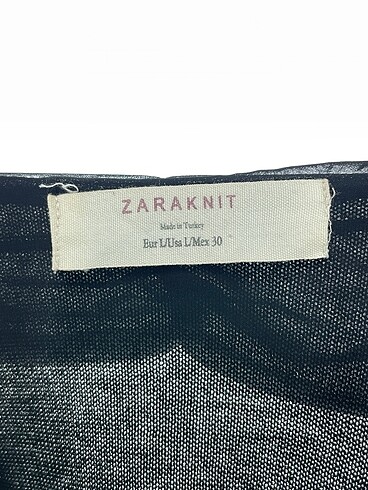 ZARAKNIT
Made in Turkey
Eur L/Usa L/Mex 30